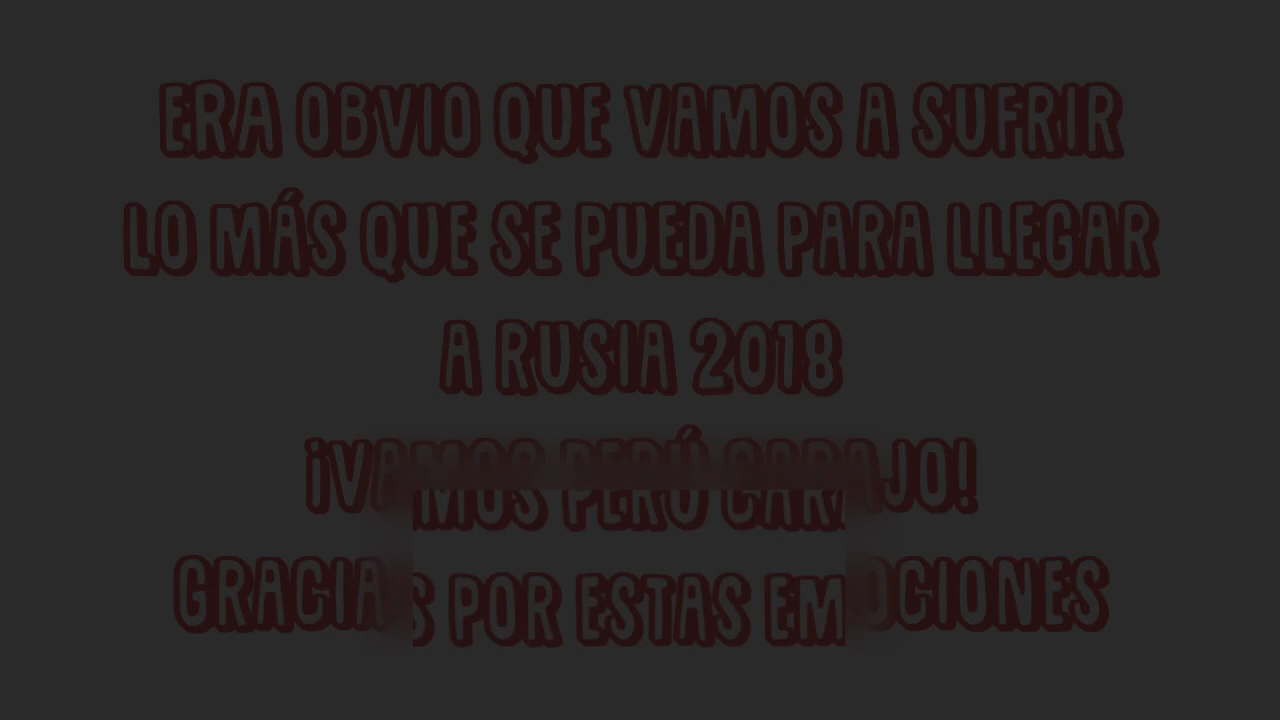 ERA OBVIO QUE VAMOS A SUFRIR
LO MÁS QUE SE PUEDA PARA LLEGAR
A RUSIA 2018
¡VAMOS PERÚ CARAJO!
GRACIAS POR ESTAS EMOCIONES